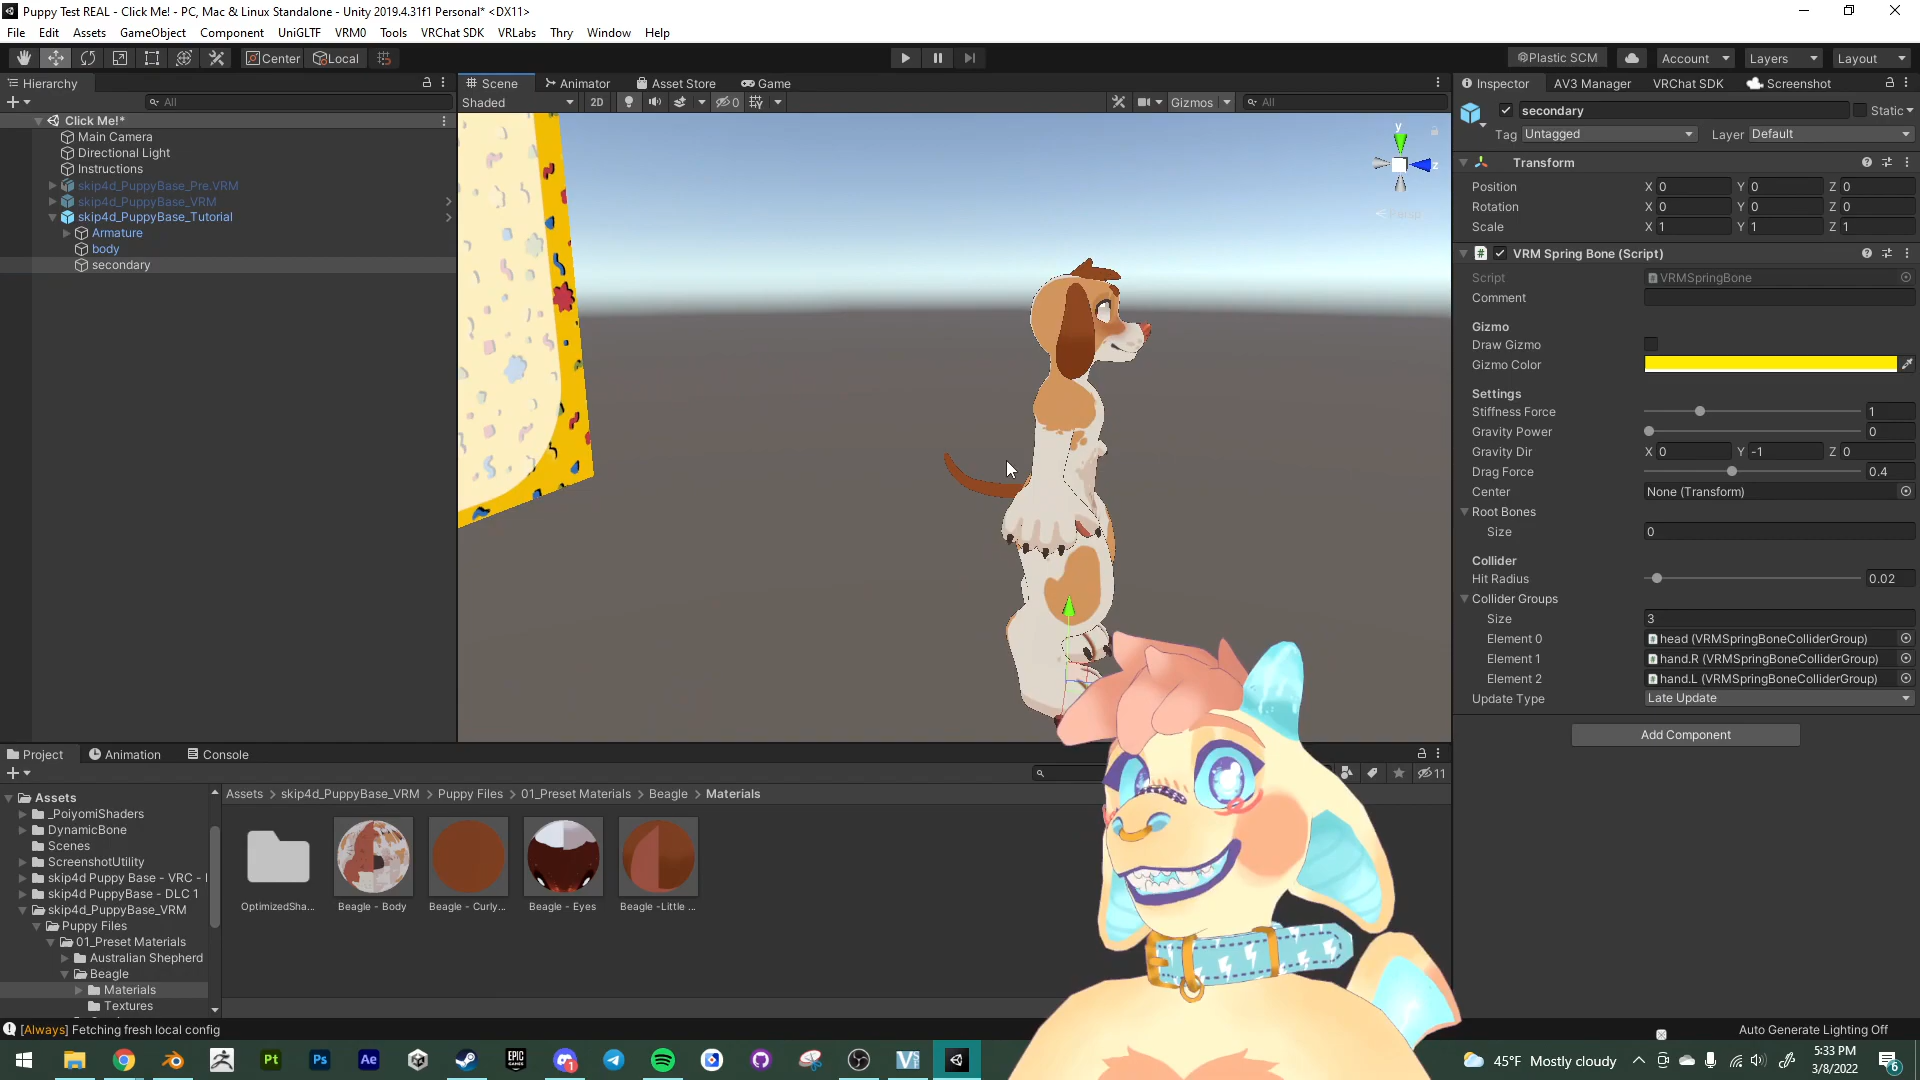 Puppy Test REAL - Click Me! - PC, Mac & Linux Standalone - Unity 2019.4.31f1 Personal* <DX11>
File Edit Assets GameObject Component UniGLTF VRM0 Tools VRChat SDK VRLabs Thry Window Help
Center Local Plastic SCM Account Layers Layout
Hierarchy
All
Click Me!*
Main Camera
Directional Light
Instructions
skip4d_PuppyBase_Pre.VRM
skip4d_PuppyBase_VRM
skip4d_PuppyBase_Tutorial
Armature
body
secondary
Scene Animator Asset Store Game
Shaded 2D 0 Gizmos All
y
z
Persp
Inspector AV3 Manager VRChat SDK Screenshot
secondary Static
Tag Untagged Layer Default
Transform
Position X 0 Y 0 Z 0
Rotation X 0 Y 0 Z 0
Scale X 1 Y 1 Z 1
VRM Spring Bone (Script)
Script VRMSpringBone
Comment
Gizmo
Draw Gizmo
Gizmo Color
Settings
Stiffness Force 1
Gravity Power 0
Gravity Dir X 0 Y -1 Z 0
Drag Force 0.4
Center None (Transform)
Root Bones
Size 0
Collider
Hit Radius 0.02
Collider Groups
Size 3
Element 0 head (VRMSpringBoneColliderGroup)
Element 1 hand.R (VRMSpringBoneColliderGroup)
Element 2 hand.L (VRMSpringBoneColliderGroup)
Update Type Late Update
Add Component
Project Animation Console
11
Assets
_PoiyomiShaders
DynamicBone
Scenes
ScreenshotUtility
skip4d Puppy Base - VRC -
skip4d PuppyBase - DLC 1
skip4d_PuppyBase_VRM
Puppy Files
01_Preset Materials
Australian Shepherd
Beagle
Materials
Textures
Assets > skip4d_PuppyBase_VRM > Puppy Files > 01_Preset Materials > Beagle > Materials
OptimizedSha... Beagle - Body Beagle - Curly... Beagle - Eyes Beagle -Little ...
[Always] Fetching fresh local config
Auto Generate Lighting Off
Pt Ps Ae EPIC GAMES 1
45°F Mostly cloudy
5:33 PM
3/8/2022
6